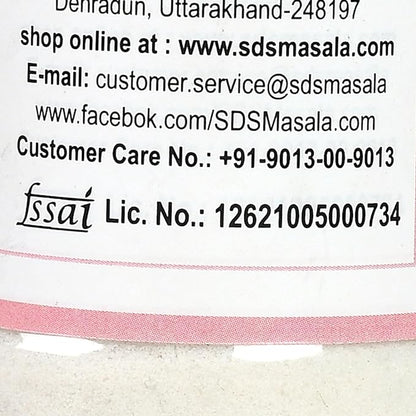 Dehradun, Uttarakhand-248197
shop online at : www.sdsmasala.com
E-mail: customer.service@sdsmasala
www.facebok.com/SDSMasala.com
Customer Care No.: +91-9013-00-9013
fssai Lic. No.: 12621005000734